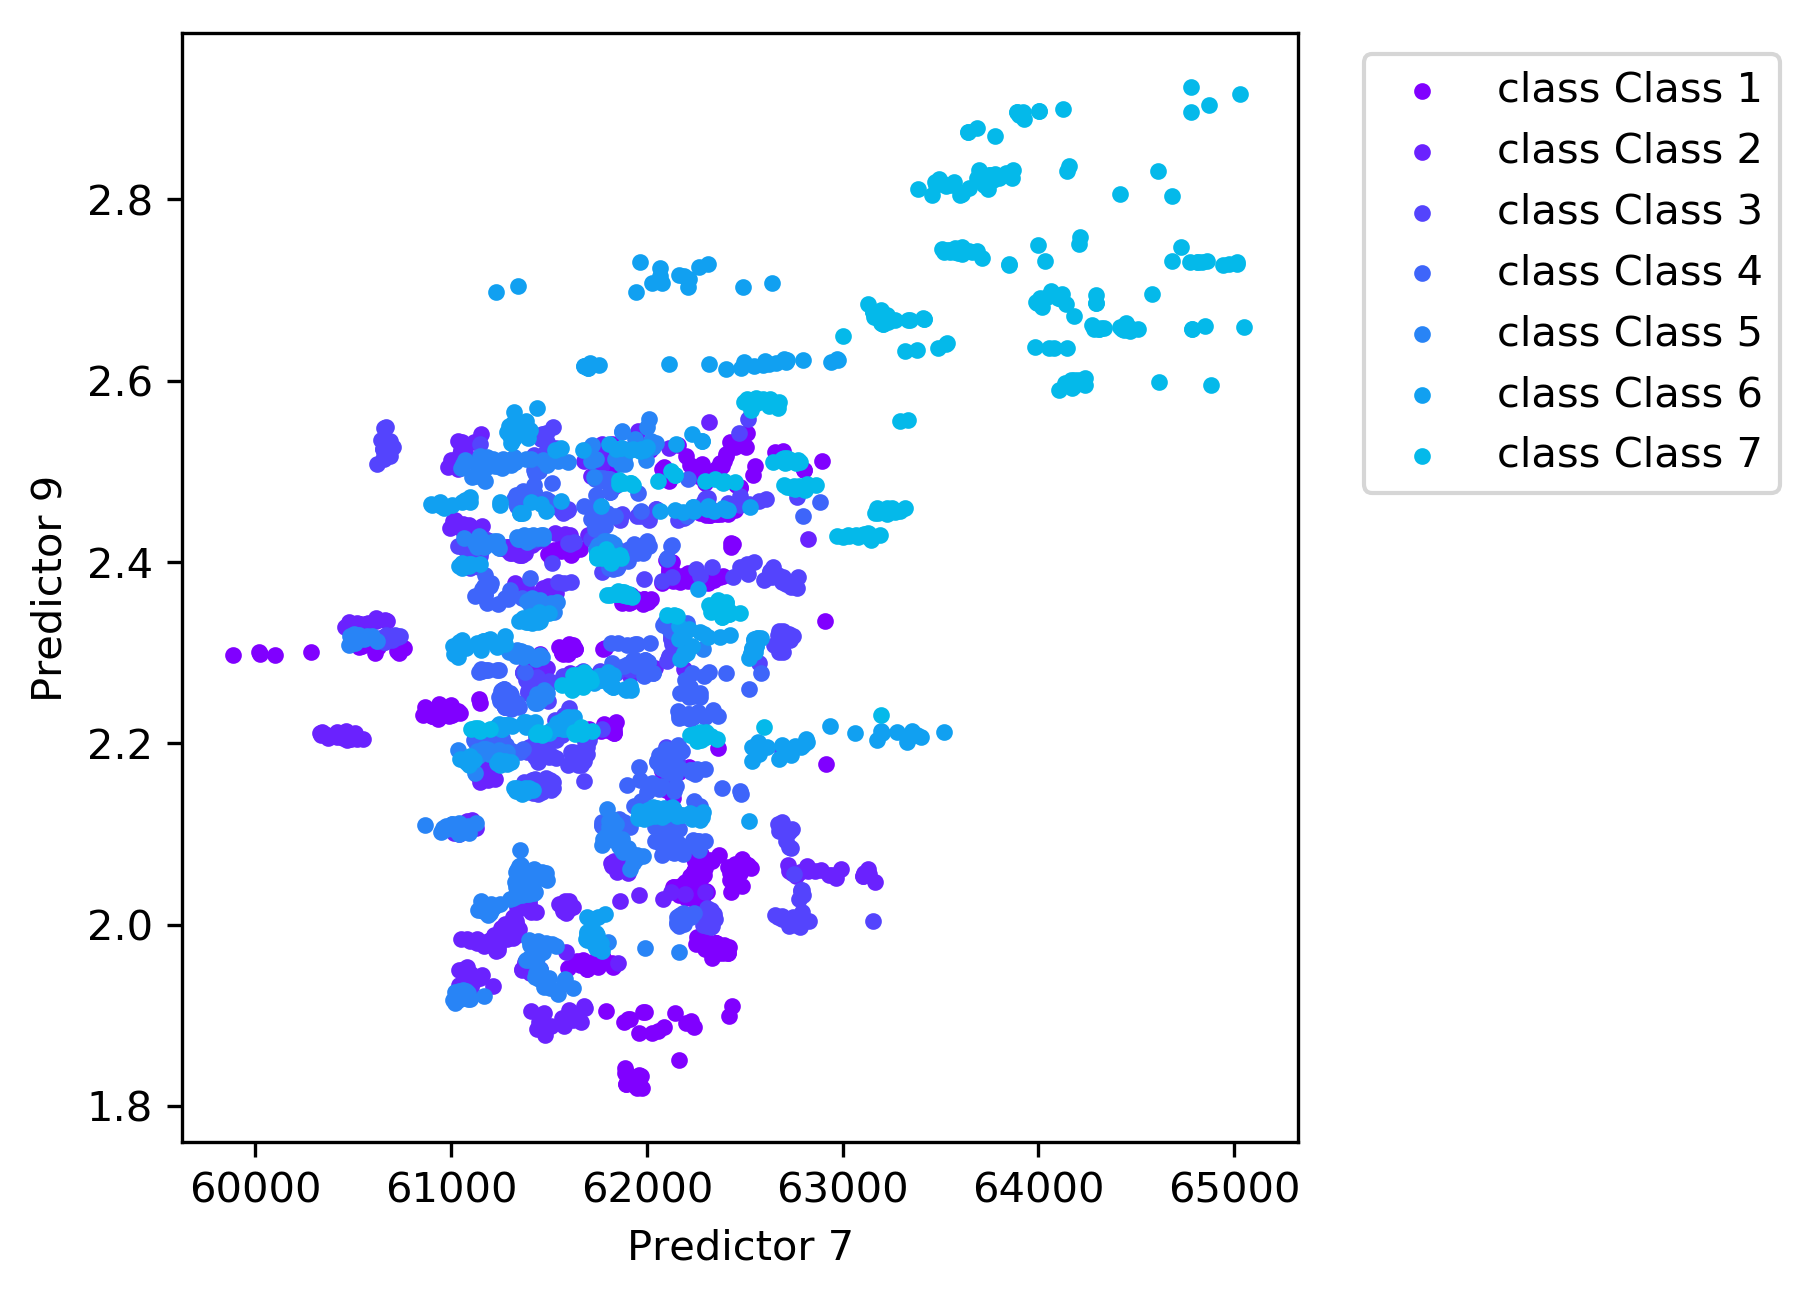 class Class 1
class Class 2
class Class 3
class Class 4
class Class 5
class Class 6
class Class 7
2.8
2.6
2.4
2.2
2.0
1.8
Predictor 9
60000 61000 62000 63000 64000 65000
Predictor 7